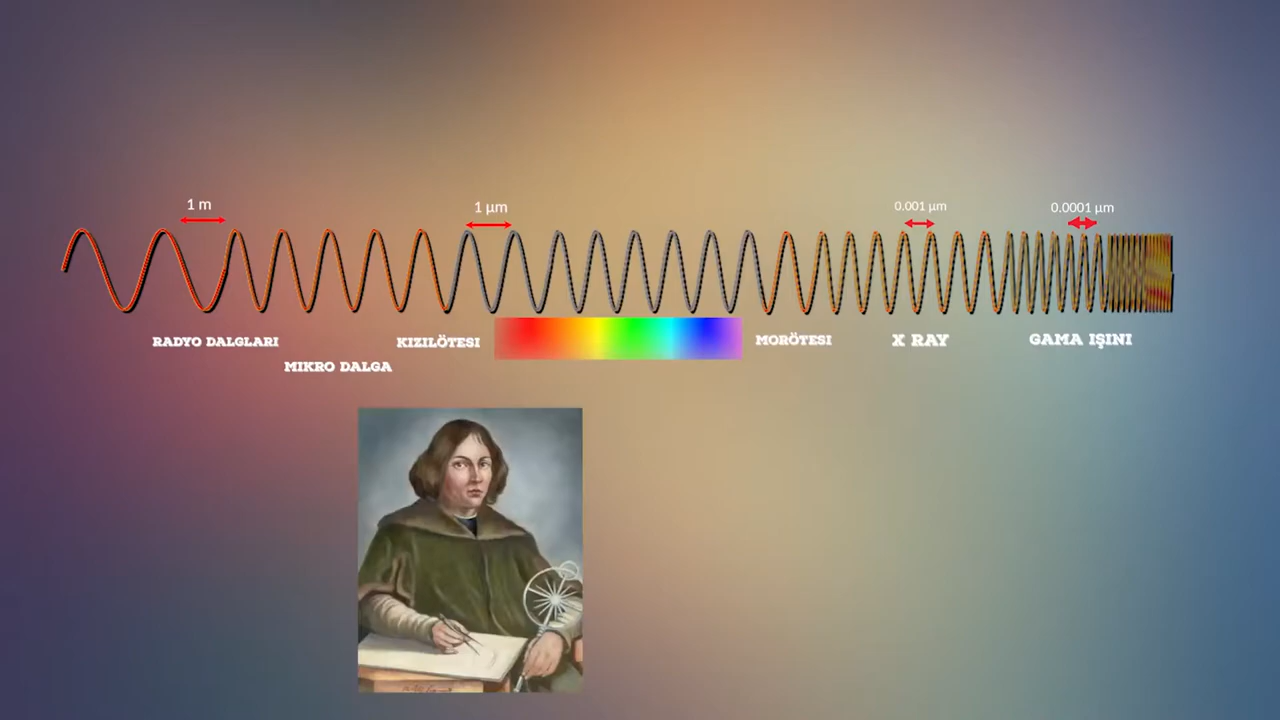 1 m
1 µm
0.001 µm
0.0001 µm
RADYO DALGLARI
KIZILÖTESI
MORÖTESI
X RAY
GAMA IŞINI
MIKRO DALGA